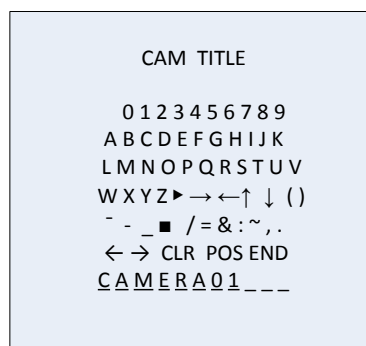 CAM TITLE
0 1 2 3 4 5 6 7 8 9
A B C D E F G H I J K
L M N O P Q R S T U V
W X Y Z ► → ←↑ ↓ ( )
¯ - _ ■ / = & : ~ , .
← → CLR POS END
C A M E R A 0 1 _ _ _